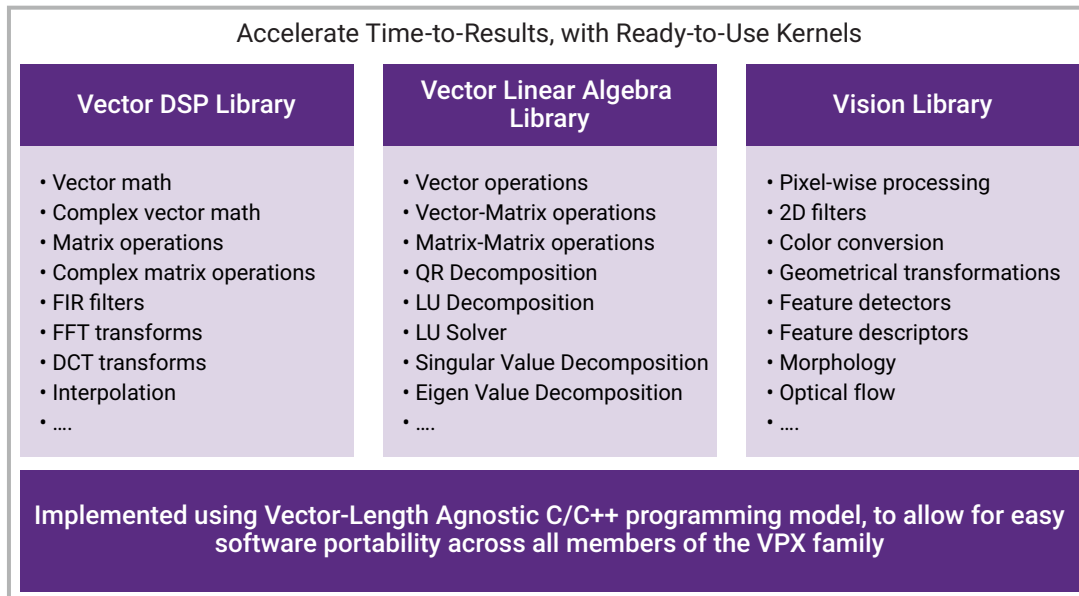 Accelerate Time-to-Results, with Ready-to-Use Kernels
Vector DSP Library
• Vector math
• Complex vector math
• Matrix operations
• Complex matrix operations
• FIR filters
• FFT transforms
• DCT transforms
• Interpolation
• ....
Vector Linear Algebra
Library
• Vector operations
• Vector-Matrix operations
• Matrix-Matrix operations
• QR Decomposition
• LU Decomposition
• LU Solver
• Singular Value Decomposition
• Eigen Value Decomposition
• ....
Vision Library
• Pixel-wise processing
• 2D filters
• Color conversion
• Geometrical transformations
• Feature detectors
• Feature descriptors
• Morphology
• Optical flow
• ....
Implemented using Vector-Length Agnostic C/C++ programming model, to allow for easy
software portability across all members of the VPX family